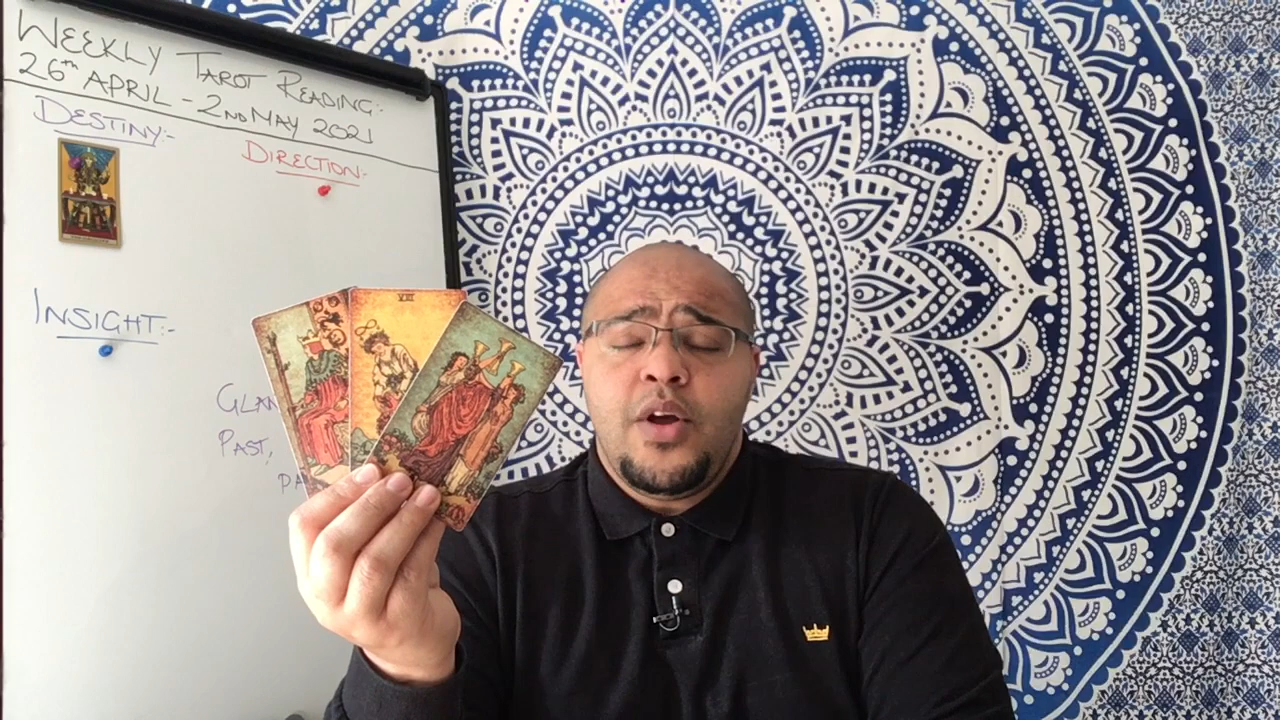 WEEKLY TAROT READING:-
26TH APRIL - 2ND MAY 2021
DESTINY:-
DIRECTION:-
VIII
INSIGHT:-
PAST,